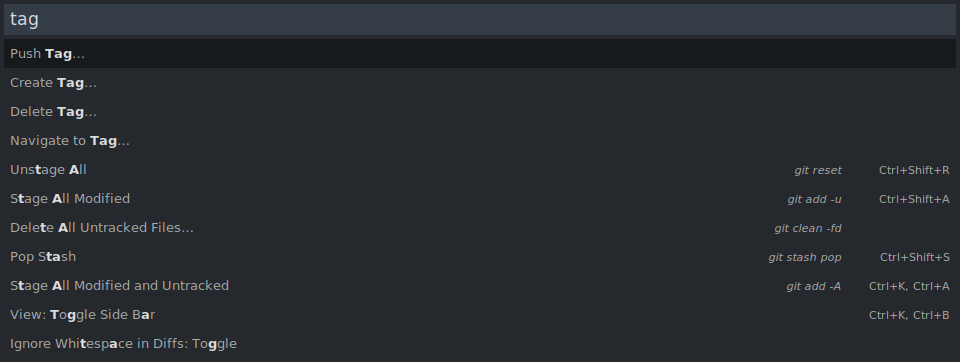 tag
Push Tag...
Create Tag...
Delete Tag...
Navigate to Tag...
Unstage All git reset Ctrl+Shift+R
Stage All Modified git add -u Ctrl+Shift+A
Delete All Untracked Files... git clean -fd
Pop Stash git stash pop Ctrl+Shift+S
Stage All Modified and Untracked git add -A Ctrl+K, Ctrl+A
View: Toggle Side Bar Ctrl+K, Ctrl+B
Ignore Whitespace in Diffs: Toggle